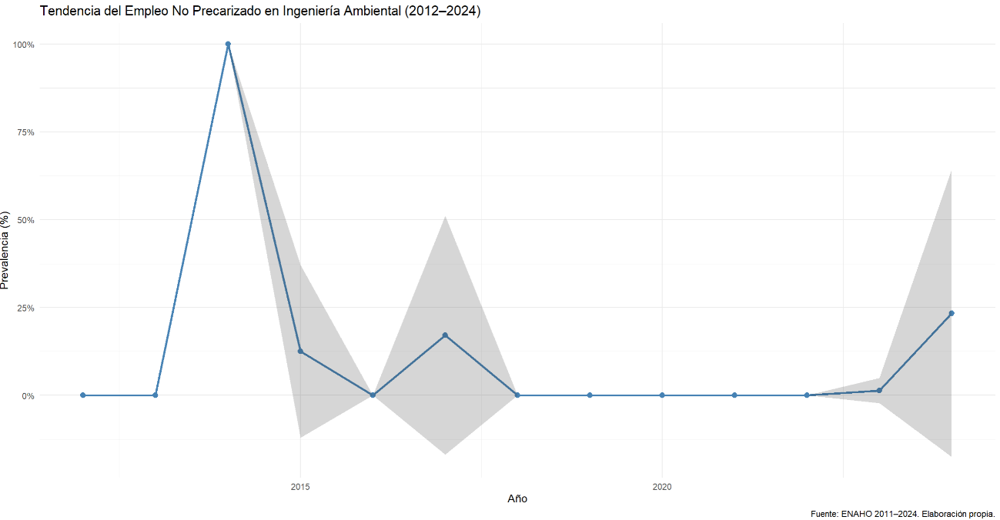 Tendencia del Empleo No Precarizado en Ingeniería Ambiental (2012–2024)
Prevalencia (%)
100%
75%
50%
25%
0%
2015
2020
Año
Fuente: ENAHO 2011–2024. Elaboración propia.